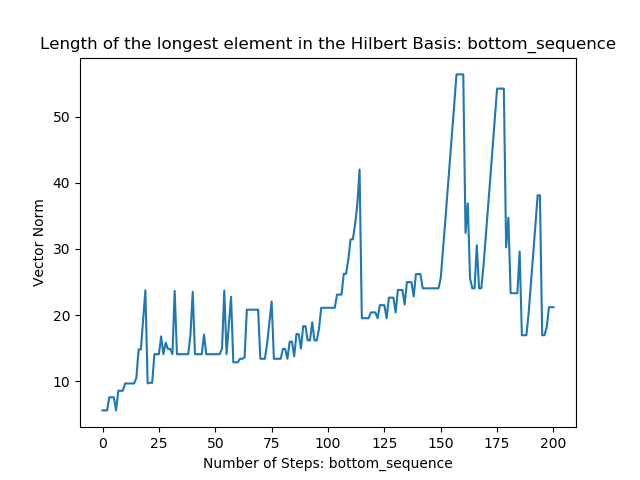 Length of the longest element in the Hilbert Basis: bottom_sequence
50
40
30
20
10
Vector Norm
0 25 50 75 100 125 150 175 200
Number of Steps: bottom_sequence